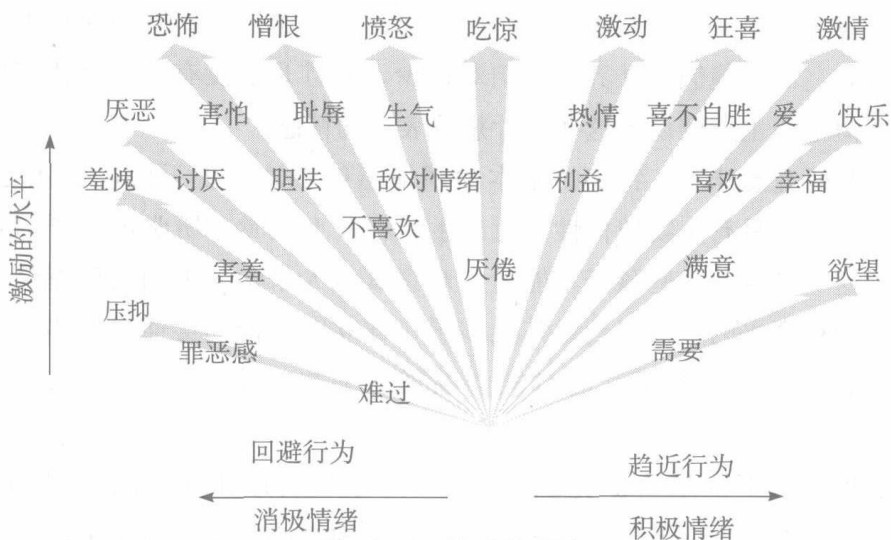 恐怖 憎恨 愤怒 吃惊 激动 狂喜 激情
厌恶 害怕 耻辱 生气 热情 喜不自胜 爱 快乐
羞愧 讨厌 胆怯 敌对情绪 利益 喜欢 幸福
不喜欢
害羞 厌倦 满意 欲望
压抑
罪恶感 需要
难过
激励的水平
回避行为 趋近行为
消极情绪 积极情绪